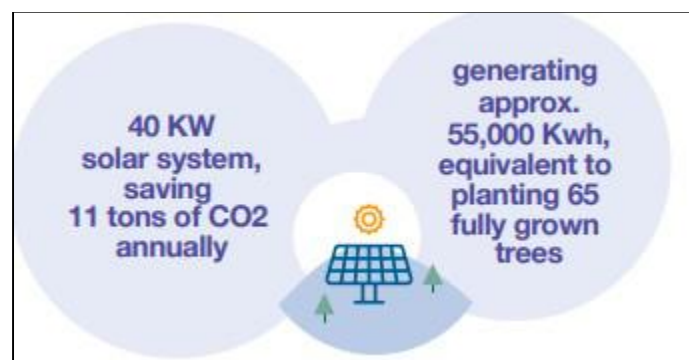 40 KW
solar system,
saving
11 tons of CO2
annually
generating
approx.
55,000 Kwh,
equivalent to
planting 65
fully grown
trees